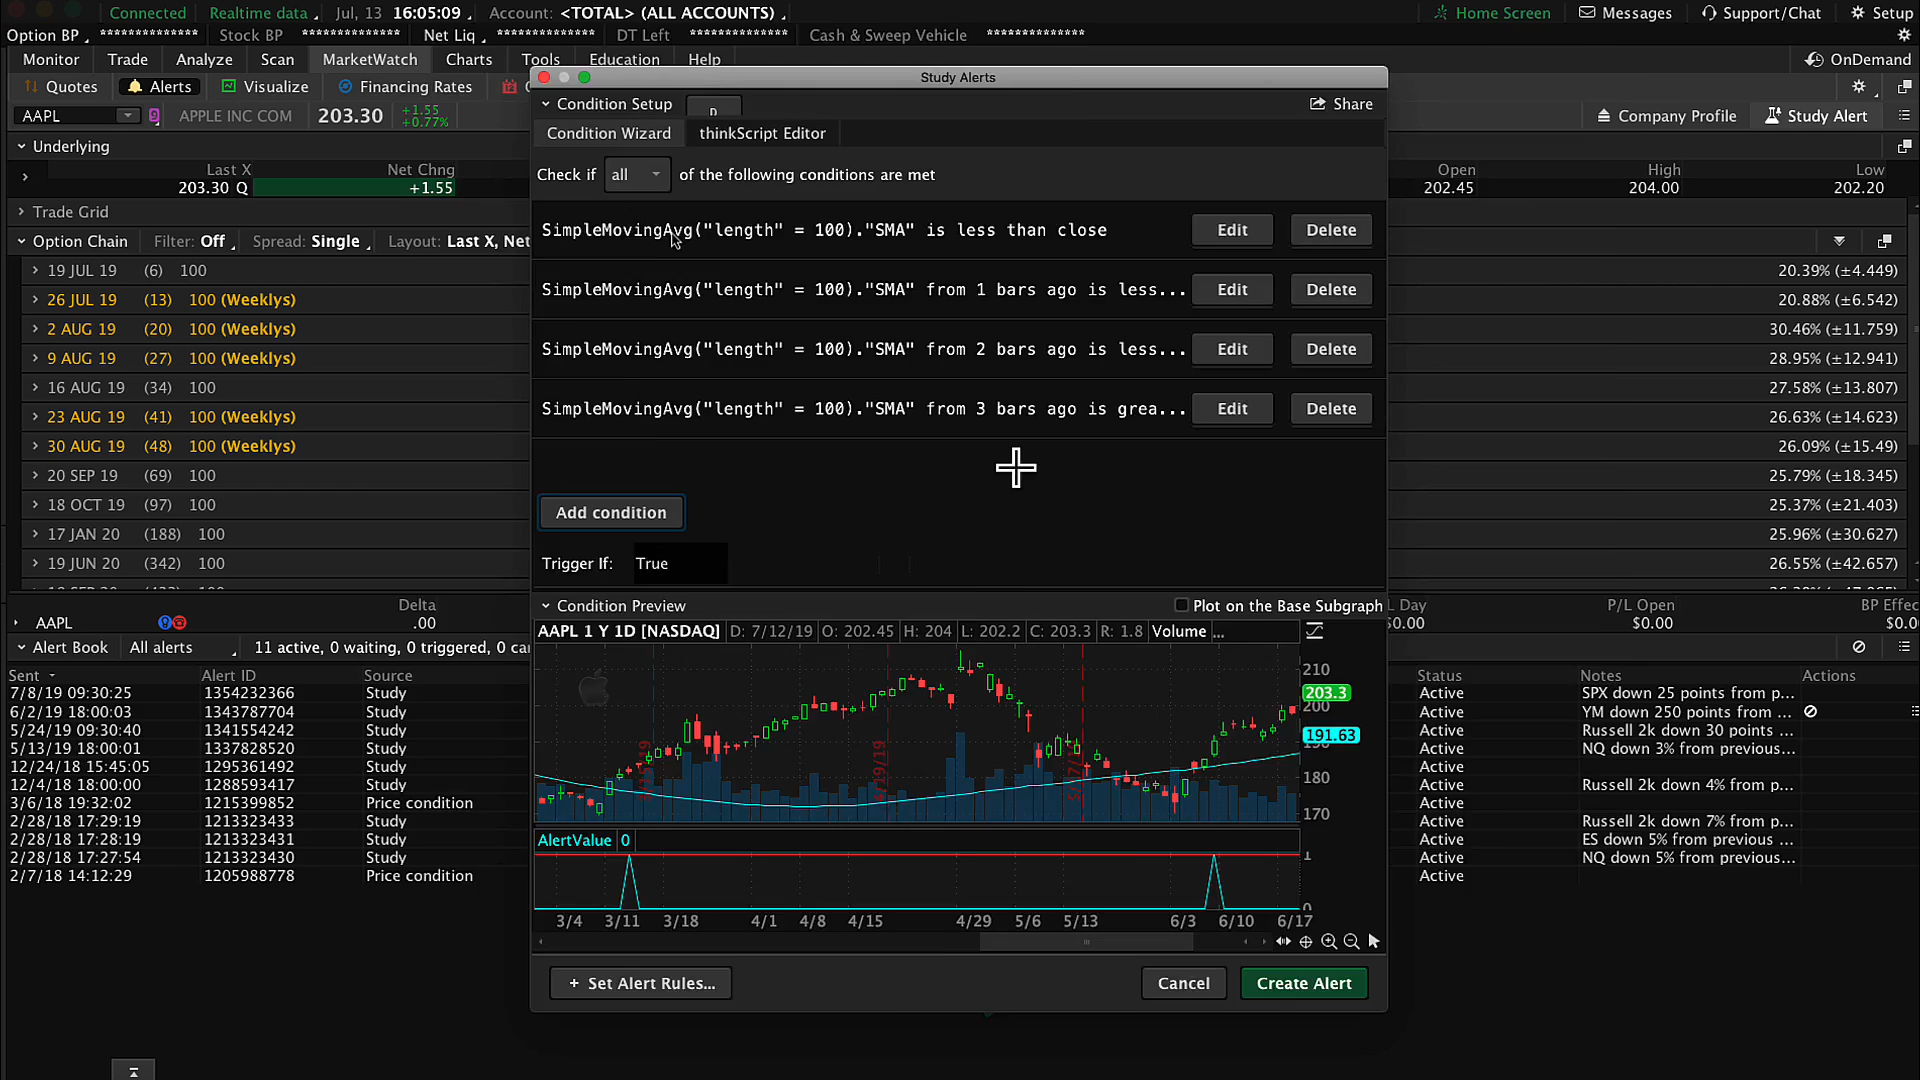 Connected Realtime data Jul, 13 16:05:09 Account: <TOTAL> (ALL ACCOUNTS) Home Screen Messages Support/Chat Setup
Option BP ************** Stock BP ************** Net Liq ************** DT Left ************** Cash & Sweep Vehicle **************
Monitor Trade Analyze Scan MarketWatch Charts Tools Education Help OnDemand
Quotes Alerts Visualize Financing Rates
Study Alerts
Condition Setup D Share
AAPL APPLE INC COM 203.30 +1.55 +0.77% Company Profile Study Alert
Condition Wizard thinkScript Editor
Underlying
Last X Net Chng Open High Low
203.30 Q +1.55 202.45 204.00 202.20
Check if all of the following conditions are met
Trade Grid
Option Chain Filter: Off Spread: Single Layout: Last X, Net
SimpleMovingAvg("length" = 100)."SMA" is less than close Edit Delete
SimpleMovingAvg("length" = 100)."SMA" from 1 bars ago is less... Edit Delete
SimpleMovingAvg("length" = 100)."SMA" from 2 bars ago is less... Edit Delete
SimpleMovingAvg("length" = 100)."SMA" from 3 bars ago is grea... Edit Delete
Add condition
Trigger If: True
19 JUL 19 (6) 100 20.39% (±4.449)
26 JUL 19 (13) 100 (Weeklys) 20.88% (±6.542)
2 AUG 19 (20) 100 (Weeklys) 30.46% (±11.759)
9 AUG 19 (27) 100 (Weeklys) 28.95% (±12.941)
16 AUG 19 (34) 100 27.58% (±13.807)
23 AUG 19 (41) 100 (Weeklys) 26.63% (±14.623)
30 AUG 19 (48) 100 (Weeklys) 26.09% (±15.49)
20 SEP 19 (69) 100 25.79% (±18.345)
18 OCT 19 (97) 100 25.37% (±21.403)
17 JAN 20 (188) 100 25.96% (±30.627)
19 JUN 20 (342) 100 26.55% (±42.657)
Condition Preview Plot on the Base Subgraph
AAPL 1 Y 1D [NASDAQ] D: 7/12/19 O: 202.45 H: 204 L: 202.2 C: 203.3 R: 1.8 Volume ...
210
203.3
200
191.63
190
180
170
AlertValue 0
1
0
3/4 3/11 3/18 4/1 4/8 4/15 4/29 5/6 5/13 6/3 6/10 6/17
+ Set Alert Rules... Cancel Create Alert
Delta Day P/L Open BP Effec
AAPL .00 $0.00 $0.00 $0.0
Alert Book All alerts 11 active, 0 waiting, 0 triggered, 0 ca
Sent Alert ID Source Status Notes Actions
7/8/19 09:30:25 1354232366 Study Active SPX down 25 points from p...
6/2/19 18:00:03 1343787704 Study Active YM down 250 points from ...
5/24/19 09:30:40 1341554242 Study Active Russell 2k down 30 points ...
5/13/19 18:00:01 1337828520 Study Active NQ down 3% from previous...
12/24/18 15:45:05 1295361492 Study Active
12/4/18 18:00:00 1288593417 Study Active Russell 2k down 4% from p...
3/6/18 19:32:02 1215399852 Price condition Active
2/28/18 17:29:19 1213323433 Study Active Russell 2k down 7% from p...
2/28/18 17:28:19 1213323431 Study Active ES down 5% from previous ...
2/28/18 17:27:54 1213323430 Study Active NQ down 5% from previous...
2/7/18 14:12:29 1205988778 Price condition Active